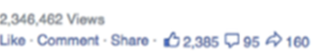 2,346,462 Views
Like · Comment · Share · 2,385 95 160